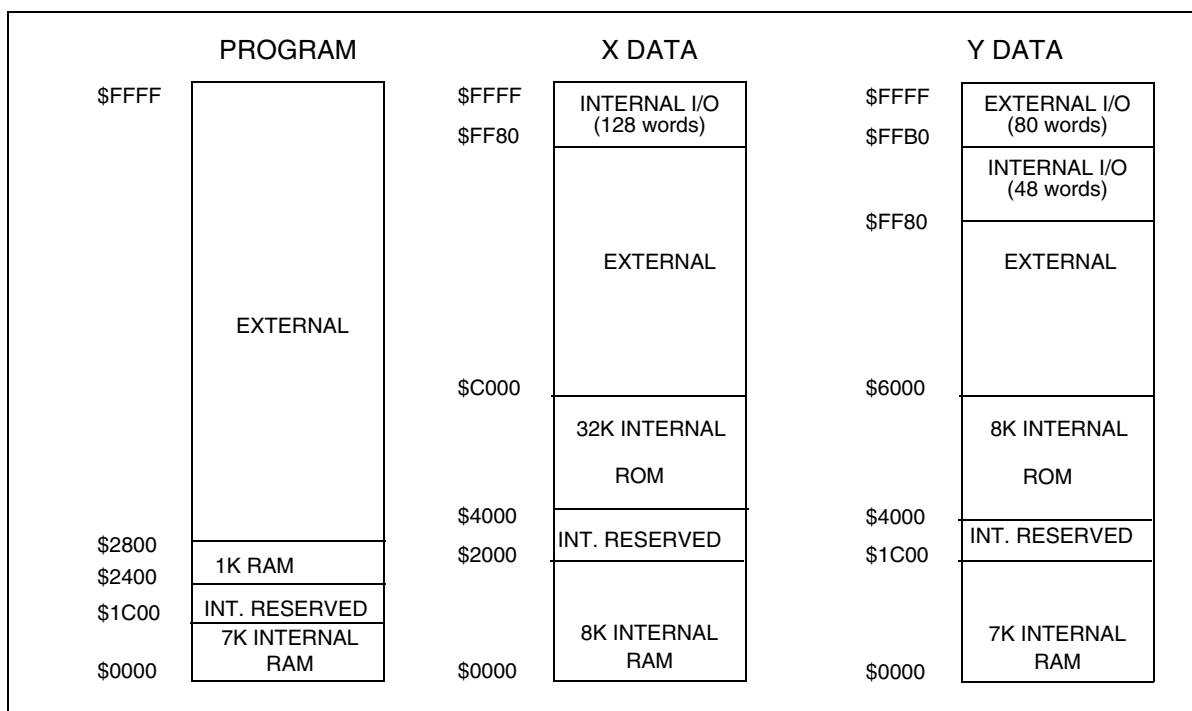 PROGRAM
$FFFF
EXTERNAL
$2800
1K RAM
$2400
INT. RESERVED
$1C00
7K INTERNAL
RAM
$0000
X DATA
$FFFF
INTERNAL I/O
(128 words)
$FF80
EXTERNAL
$C000
32K INTERNAL
ROM
$4000
INT. RESERVED
$2000
8K INTERNAL
RAM
$0000
Y DATA
$FFFF
EXTERNAL I/O
(80 words)
$FFB0
INTERNAL I/O
(48 words)
$FF80
EXTERNAL
$6000
8K INTERNAL
ROM
$4000
INT. RESERVED
$1C00
7K INTERNAL
RAM
$0000